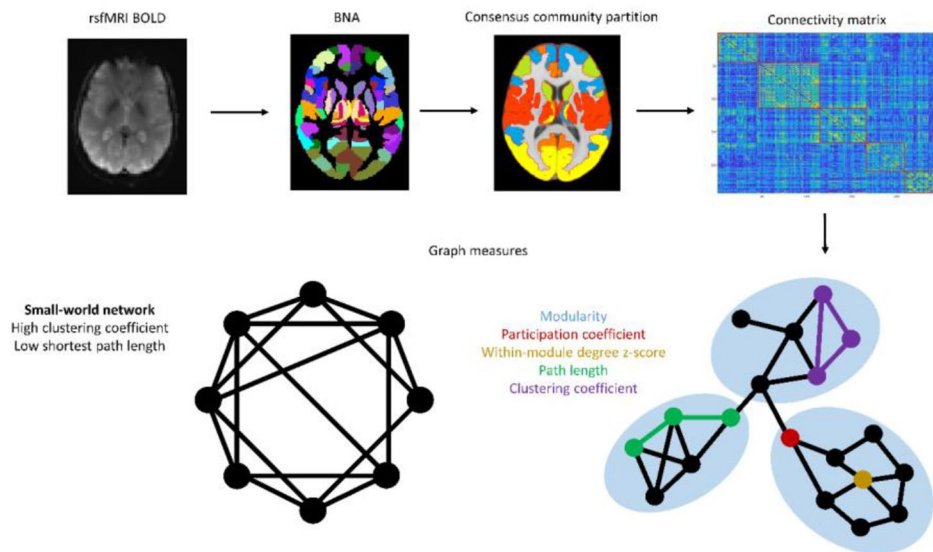 rsfMRI BOLD
BNA
Consensus community partition
Connectivity matrix
Graph measures
Small-world network
High clustering coefficient
Low shortest path length
Modularity
Participation coefficient
Within-module degree z-score
Path length
Clustering coefficient